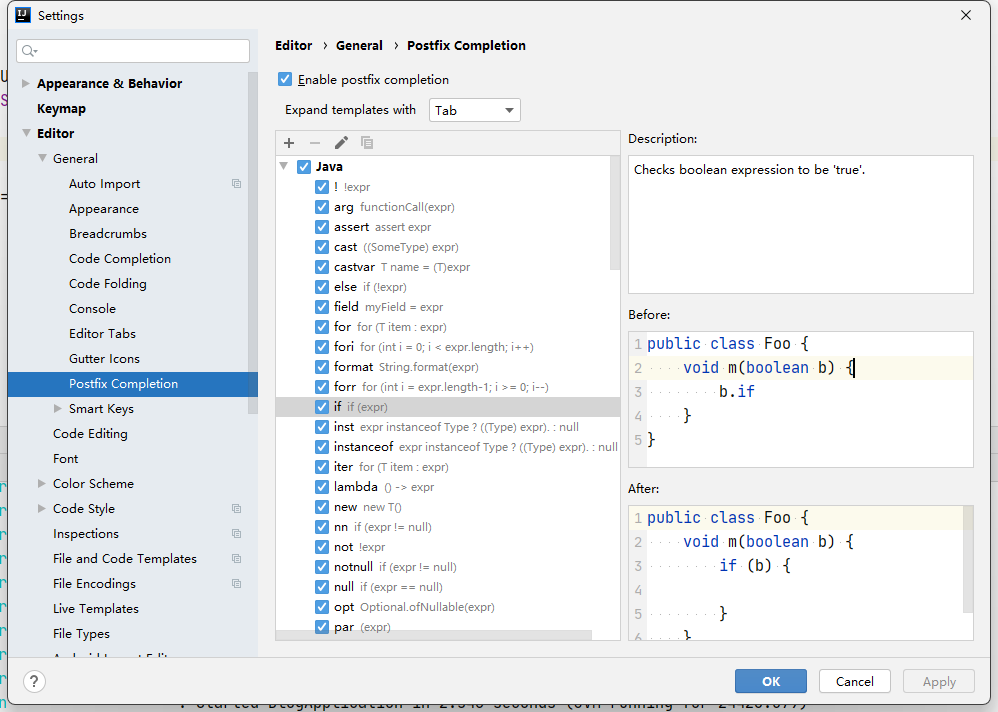 Settings
Editor › General › Postfix Completion
Appearance & Behavior
Keymap
Editor
General
Auto Import
Appearance
Breadcrumbs
Code Completion
Code Folding
Console
Editor Tabs
Gutter Icons
Postfix Completion
Smart Keys
Code Editing
Font
Color Scheme
Code Style
Inspections
File and Code Templates
File Encodings
Live Templates
File Types
Enable postfix completion
Expand templates with Tab
Java
! !expr
arg functionCall(expr)
assert assert expr
cast ((SomeType) expr)
castvar T name = (T)expr
else if (!expr)
field myField = expr
for for (T item : expr)
fori for (int i = 0; i < expr.length; i++)
format String.format(expr)
forr for (int i = expr.length-1; i >= 0; i--)
if if (expr)
inst expr instanceof Type ? ((Type) expr). : null
instanceof expr instanceof Type ? ((Type) expr). : null
iter for (T item : expr)
lambda () -> expr
new new T()
nn if (expr != null)
not !expr
notnull if (expr != null)
null if (expr == null)
opt Optional.ofNullable(expr)
par (expr)
Description:
Checks boolean expression to be 'true'.
Before:
1 public class Foo {
2 void m(boolean b) {
3 b.if
4 }
5 }
After:
1 public class Foo {
2 void m(boolean b) {
3 if (b) {
4
5 }
6 }
?
OK
Cancel
Apply